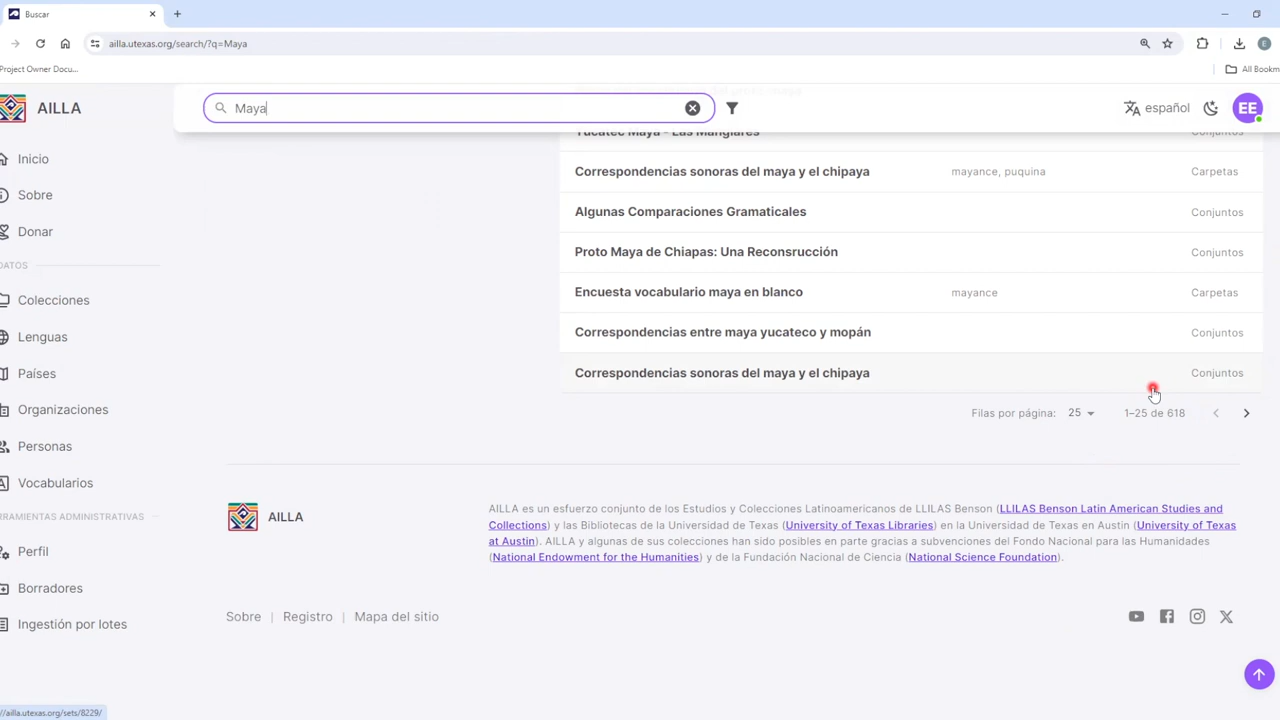 Buscar
ailla.utexas.org/search/?q=Maya
Project Owner Docu...
All Bookm
AILLA
Maya
español
EE
Inicio
Sobre
Donar
DATOS
Colecciones
Lenguas
Países
Organizaciones
Personas
Vocabularios
RRAMIENTAS ADMINISTRATIVAS
Perfil
Borradores
Ingestión por lotes
Yucatec Maya - Las Manglares Conjuntos
Correspondencias sonoras del maya y el chipaya mayance, puquina Carpetas
Algunas Comparaciones Gramaticales Conjuntos
Proto Maya de Chiapas: Una Reconsrucción Conjuntos
Encuesta vocabulario maya en blanco mayance Carpetas
Correspondencias entre maya yucateco y mopán Conjuntos
Correspondencias sonoras del maya y el chipaya Conjuntos
Filas por página: 25 1–25 de 618
AILLA
AILLA es un esfuerzo conjunto de los Estudios y Colecciones Latinoamericanos de LLILAS Benson (LLILAS Benson Latin American Studies and
Collections) y las Bibliotecas de la Universidad de Texas (University of Texas Libraries) en la Universidad de Texas en Austin (University of Texas
at Austin). AILLA y algunas de sus colecciones han sido posibles en parte gracias a subvenciones del Fondo Nacional para las Humanidades
(National Endowment for the Humanities) y de la Fundación Nacional de Ciencia (National Science Foundation).
Sobre | Registro | Mapa del sitio
//ailla.utexas.org/sets/8229/